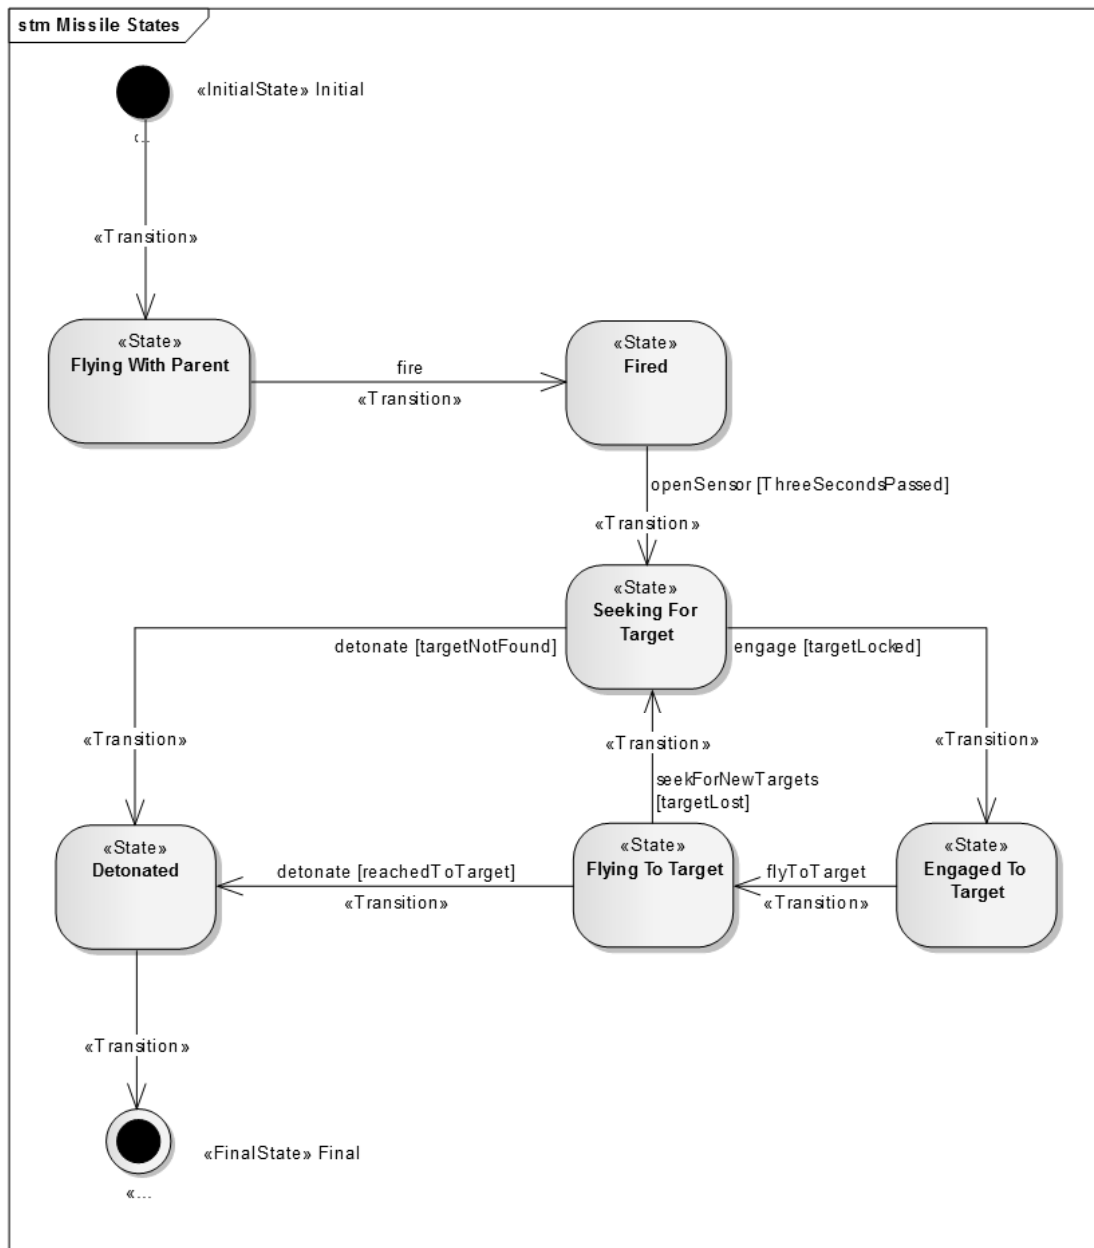 stm Missile States
«InitialState» Initial
«Transition»
«State»
Flying With Parent
fire
«Transition»
«State»
Fired
openSensor [ThreeSecondsPassed]
«Transition»
«State»
Seeking For
Target
detonate [targetNotFound]
engage [targetLocked]
«Transition»
«Transition»
«Transition»
seekForNewTargets
[targetLost]
«State»
Detonated
detonate [reachedToTarget]
«Transition»
«State»
Flying To Target
flyToTarget
«Transition»
«State»
Engaged To
Target
«Transition»
«FinalState» Final
«...